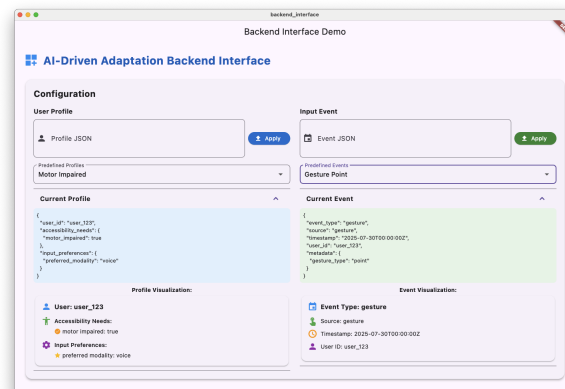 backend_interface
Backend Interface Demo
AI-Driven Adaptation Backend Interface
Configuration
User Profile
Profile JSON
Apply
Predefined Profiles
Motor Impaired
Current Profile
{
"user_id": "user_123",
"accessibility_needs": {
"motor_impaired": true
},
"input_preferences": {
"preferred_modality": "voice"
}
}
Profile Visualization:
User: user_123
Accessibility Needs:
motor impaired: true
Input Preferences:
preferred modality: voice
Input Event
Event JSON
Apply
Predefined Events
Gesture Point
Current Event
{
"event_type": "gesture",
"source": "gesture",
"timestamp": "2025-07-30T00:00:00Z",
"user_id": "user_123",
"metadata": {
"gesture_type": "point"
}
}
Event Visualization:
Event Type: gesture
Source: gesture
Timestamp: 2025-07-30T00:00:00Z
User ID: user_123